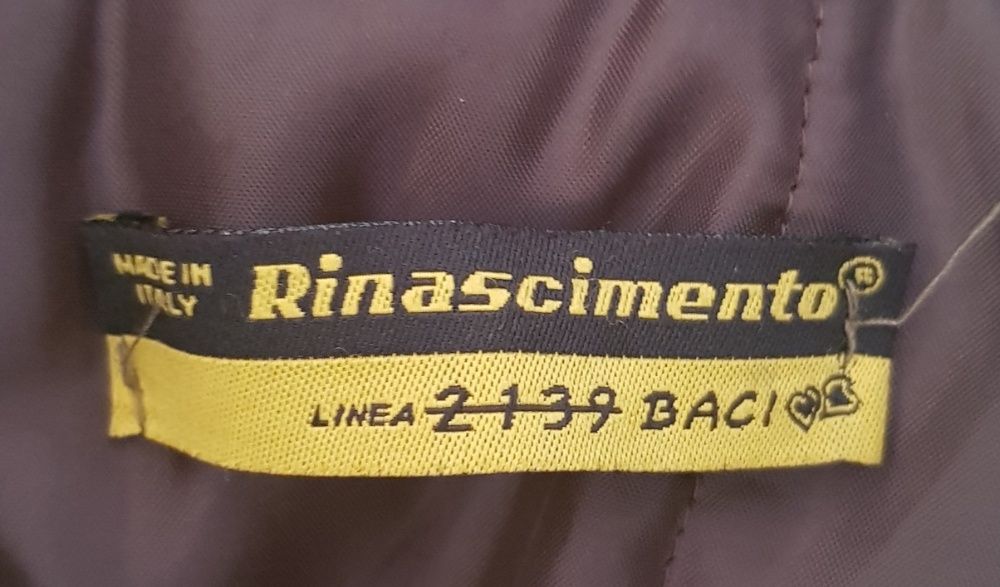 MADE IN
ITALY
Rinascimento®
LINEA 2139 BACI